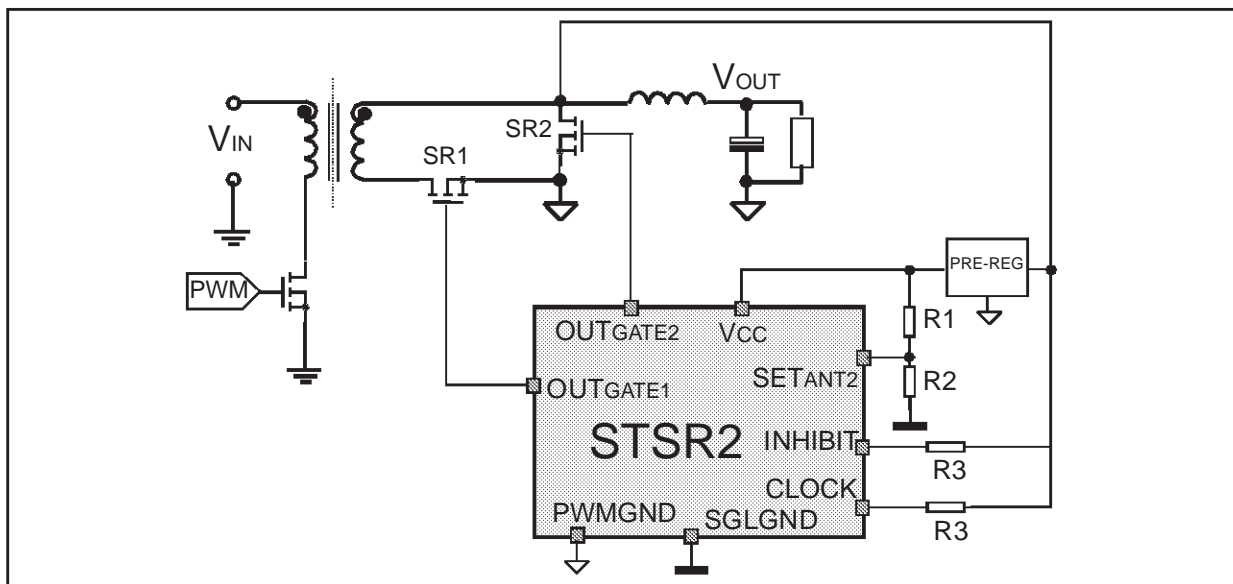 VOUT
VIN
SR2
SR1
PRE-REG
PWM
R1
OUTGATE2
VCC
SETANT2
R2
OUTGATE1
STSR2
INHIBIT
R3
CLOCK
PWMGND
SGLGND
R3